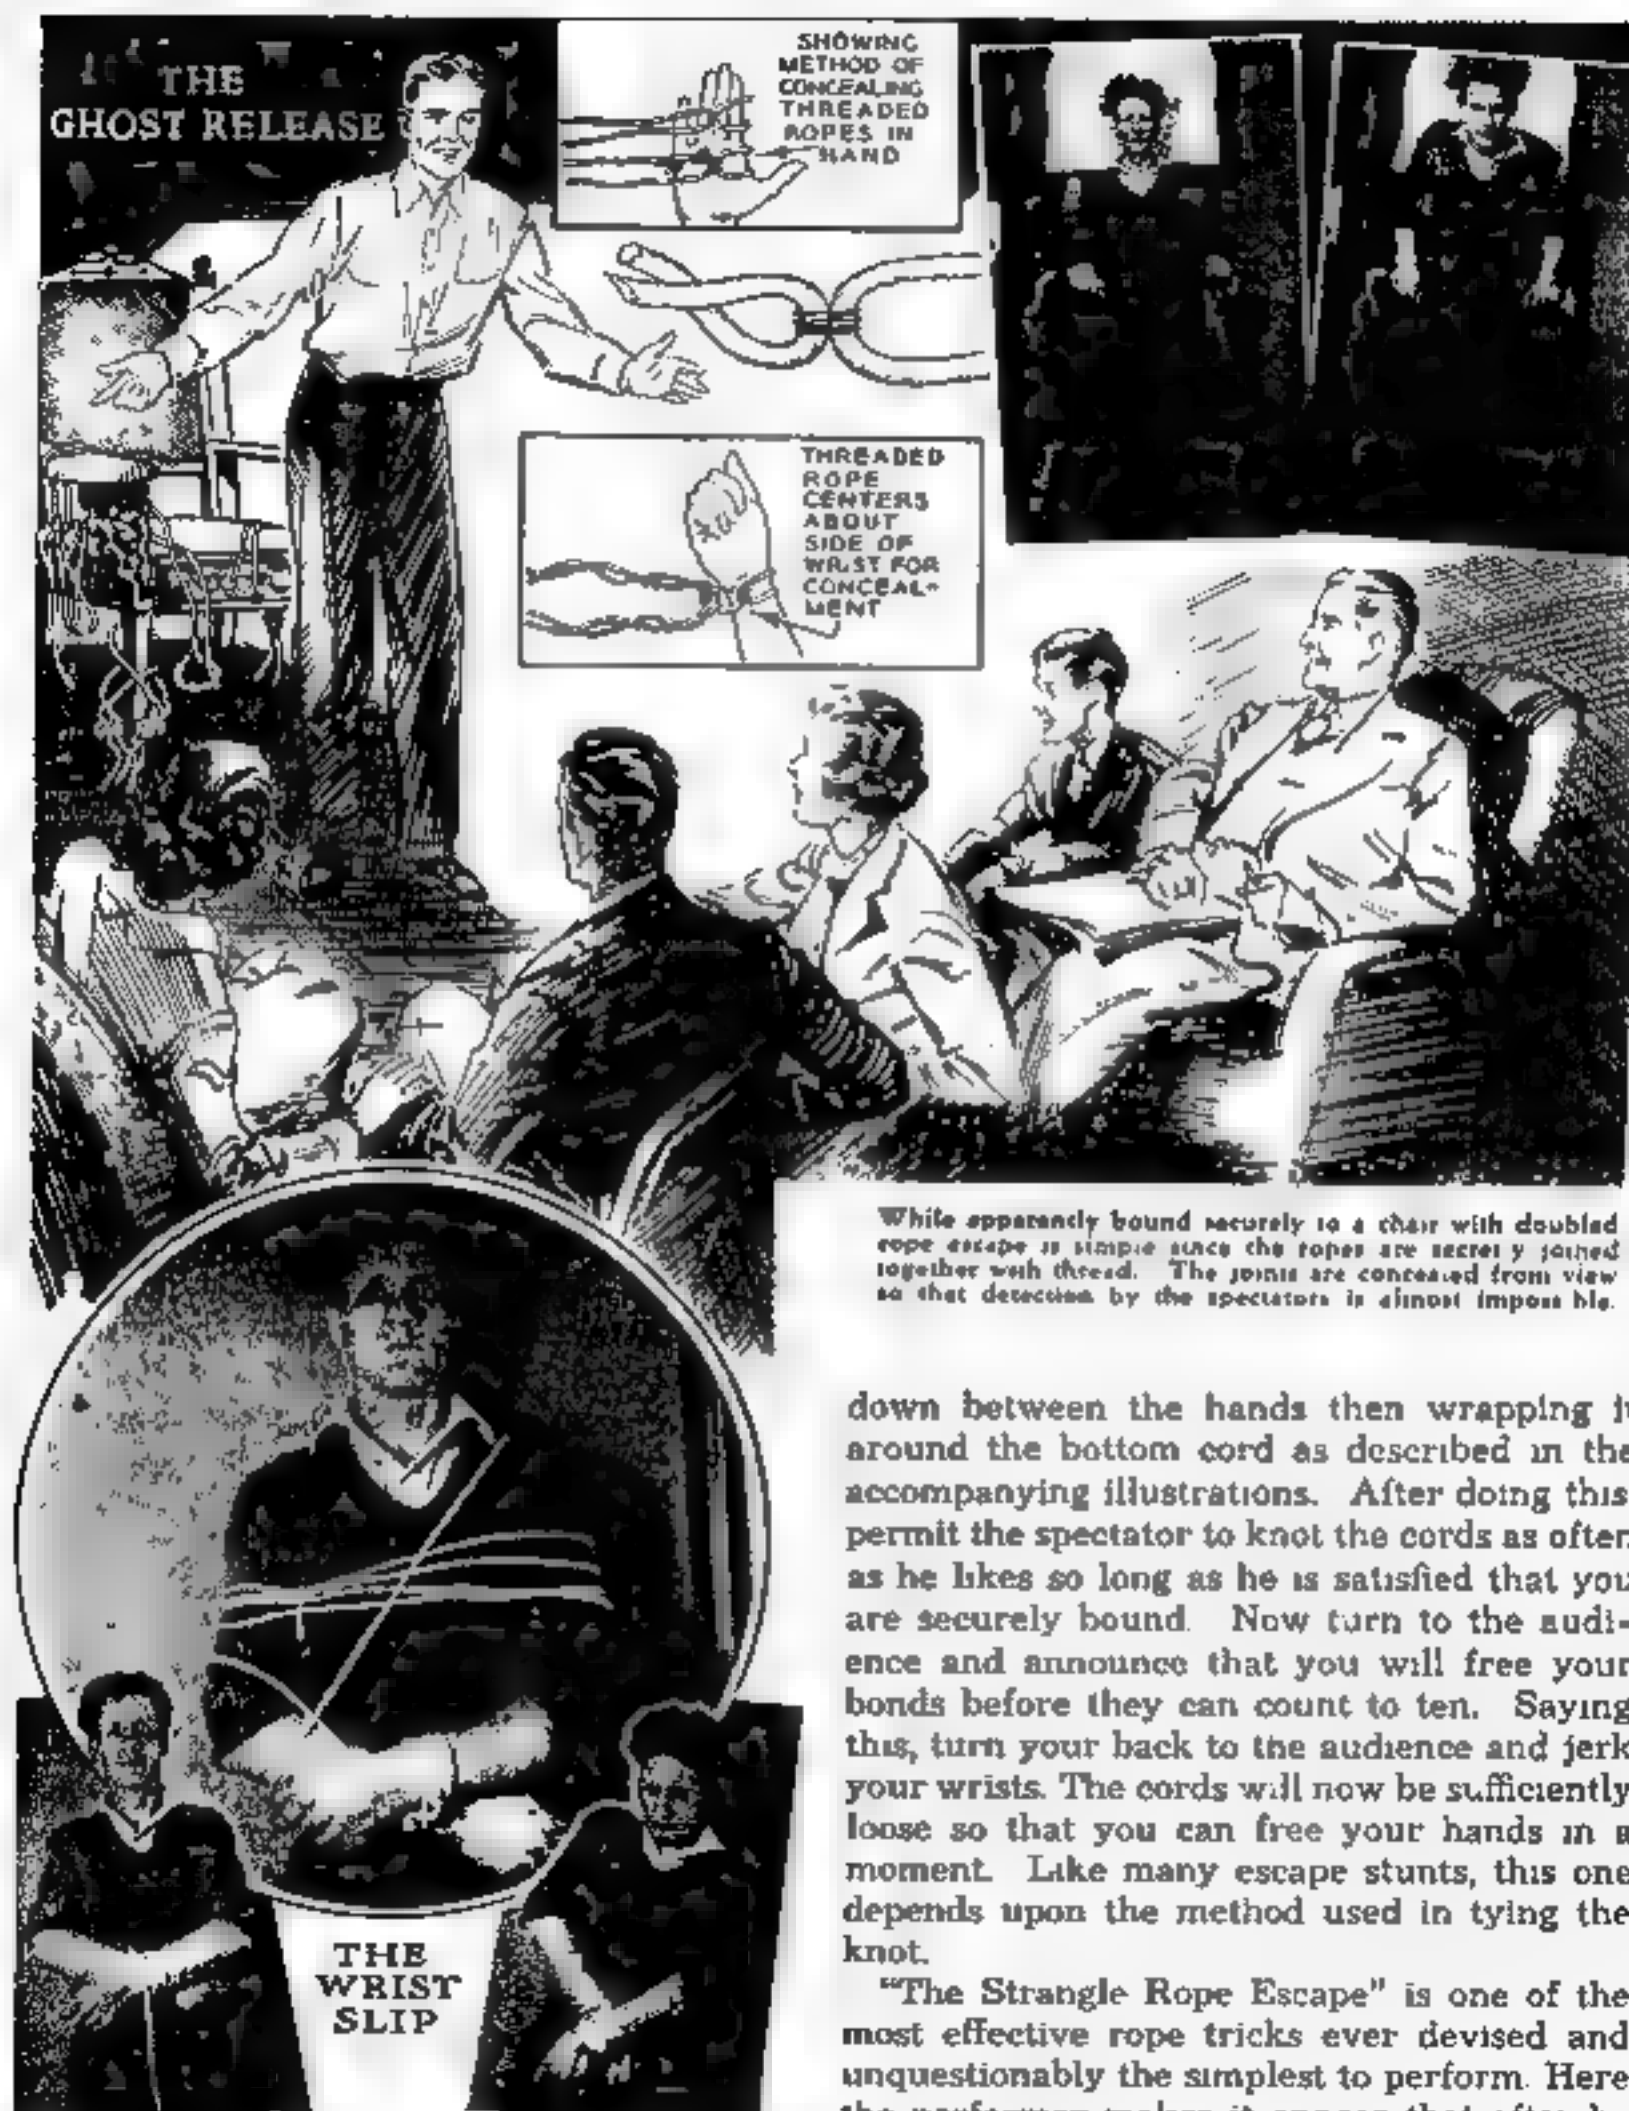 THE
GHOST RELEASE
SHOWING
METHOD OF
CONCEALING
THREADED
ROPES IN
HAND
THREADED
ROPE
CENTERS
ABOUT
SIDE OF
WRIST FOR
CONCEAL-
MENT
While apparently bound securely to a chair with doubled
rope escape is simple since the ropes are secretly joined
together with thread. The joints are concealed from view
so that detection by the spectators is almost impossible.
THE
WRIST
SLIP
down between the hands then wrapping it
around the bottom cord as described in the
accompanying illustrations. After doing this
permit the spectator to knot the cords as often
as he likes so long as he is satisfied that you
are securely bound. Now turn to the audi-
ence and announce that you will free your
bonds before they can count to ten. Saying
this, turn your back to the audience and jerk
your wrists. The cords will now be sufficiently
loose so that you can free your hands in a
moment. Like many escape stunts, this one
depends upon the method used in tying the
knot.
"The Strangle Rope Escape" is one of the
most effective rope tricks ever devised and
unquestionably the simplest to perform. Here